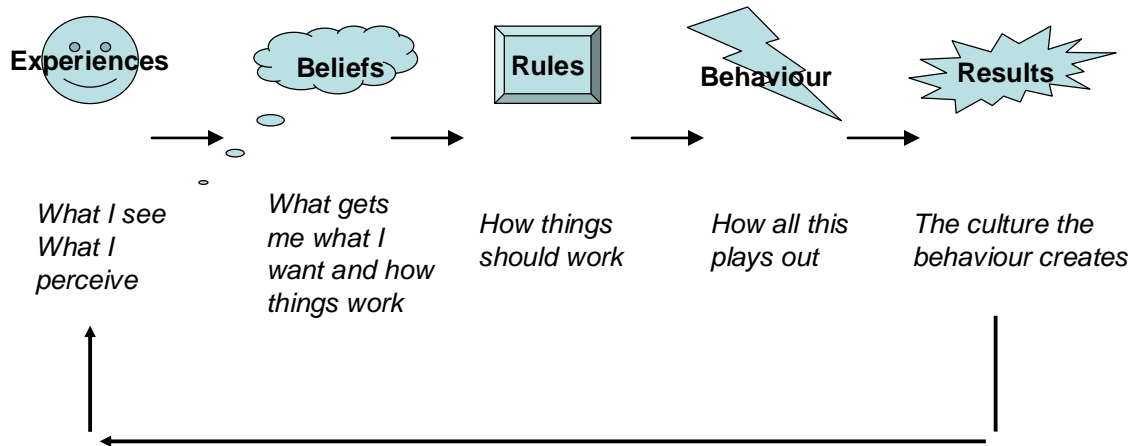 Experiences
Beliefs
Rules
Behaviour
Results
What I see
What I
perceive
What gets
me what I
want and how
things work
How things
should work
How all this
plays out
The culture the
behaviour creates